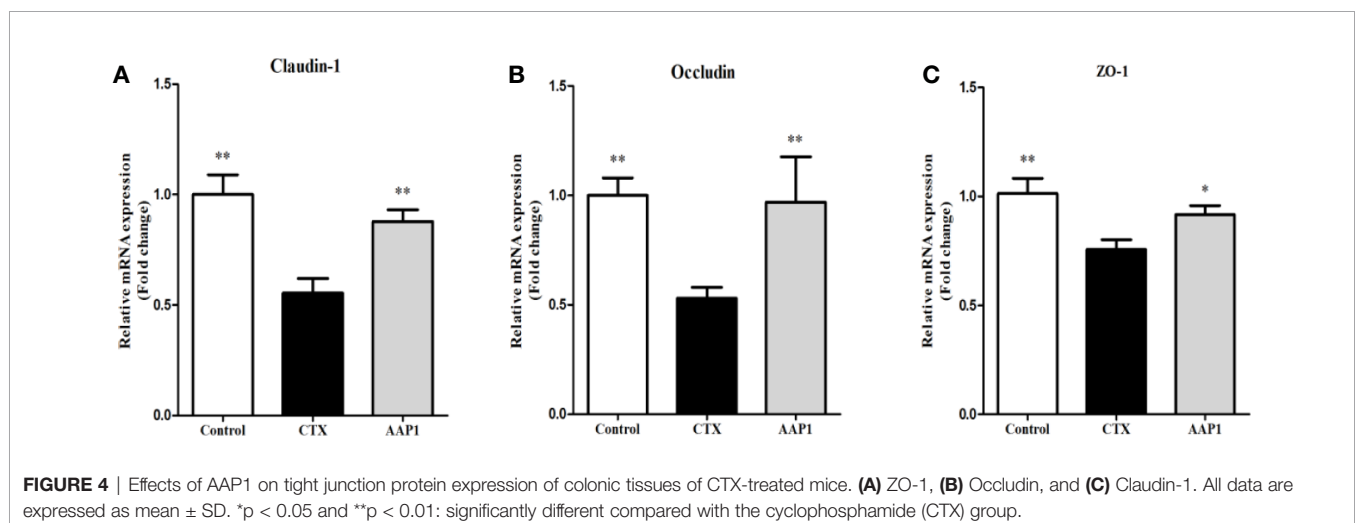 A
Claudin-1
Relative mRNA expression
(Fold change)
1.5
1.0
0.5
0.0
**
**
Control
CTX
AAP1
B
Occludin
Relative mRNA expression
(Fold change)
1.5
1.0
0.5
0.0
**
**
Control
CTX
AAP1
C
ZO-1
Relative mRNA expression
(Fold change)
1.5
1.0
0.5
0.0
**
*
Control
CTX
AAP1
FIGURE 4 | Effects of AAP1 on tight junction protein expression of colonic tissues of CTX-treated mice. (A) ZO-1, (B) Occludin, and (C) Claudin-1. All data are
expressed as mean ± SD. *p < 0.05 and **p < 0.01: significantly different compared with the cyclophosphamide (CTX) group.